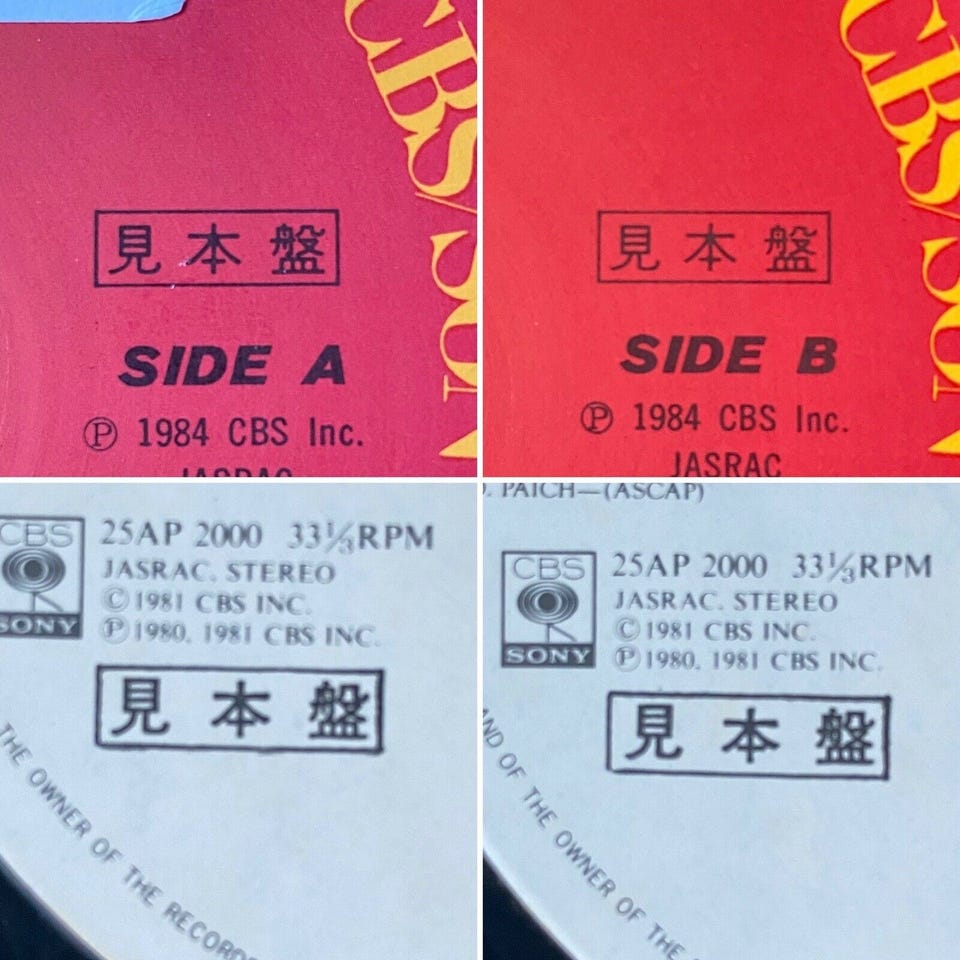 CBS/SON
見本盤
SIDE A
Ⓟ 1984 CBS Inc.
JASRAC
CBS/SON
見本盤
SIDE B
Ⓟ 1984 CBS Inc.
JASRAC
CBS
SONY
25AP 2000 33⅓RPM
JASRAC. STEREO
©1981 CBS INC.
Ⓟ1980. 1981 CBS INC.
見本盤
THE OWNER OF THE RECORD
. PATCH—(ASCAP)
CBS
SONY
25AP 2000 33⅓RPM
JASRAC. STEREO
©1981 CBS INC.
Ⓟ1980. 1981 CBS INC.
見本盤
AND OF THE OWNER OF THE